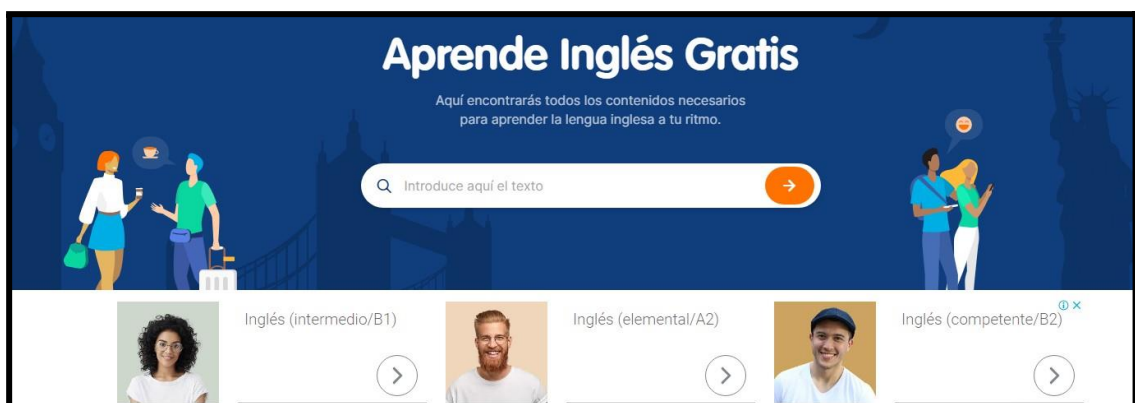 Aprende Inglés Gratis
Aquí encontrarás todos los contenidos necesarios
para aprender la lengua inglesa a tu ritmo.
Introduce aquí el texto
Inglés (intermedio/B1)
Inglés (elemental/A2)
Inglés (competente/B2)